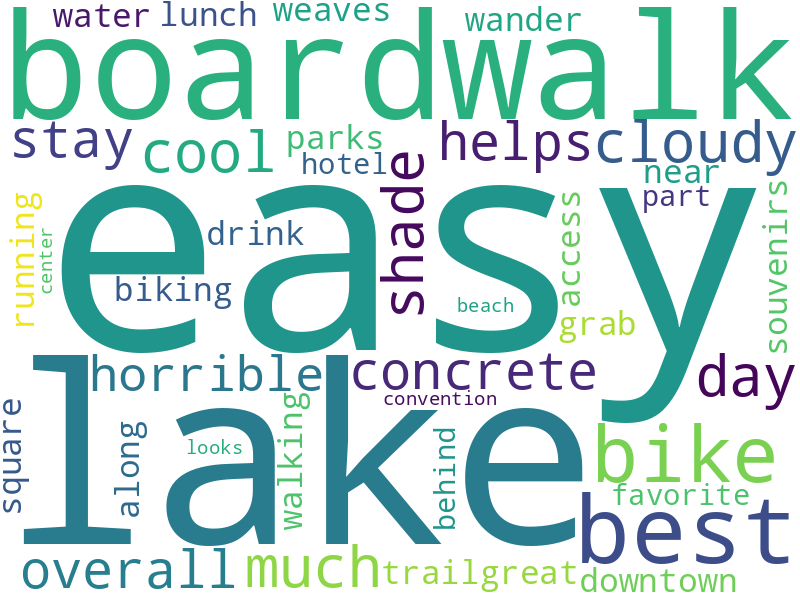 water lunch weaves wander
boardwalk
stay cool parks helps cloudy
hotel near
shade part
easy
running center drink access souvenirs
biking beach grab
horrible concrete day
lake
convention
square along looks walking behind bike
favorite
best
overall much trail great downtown